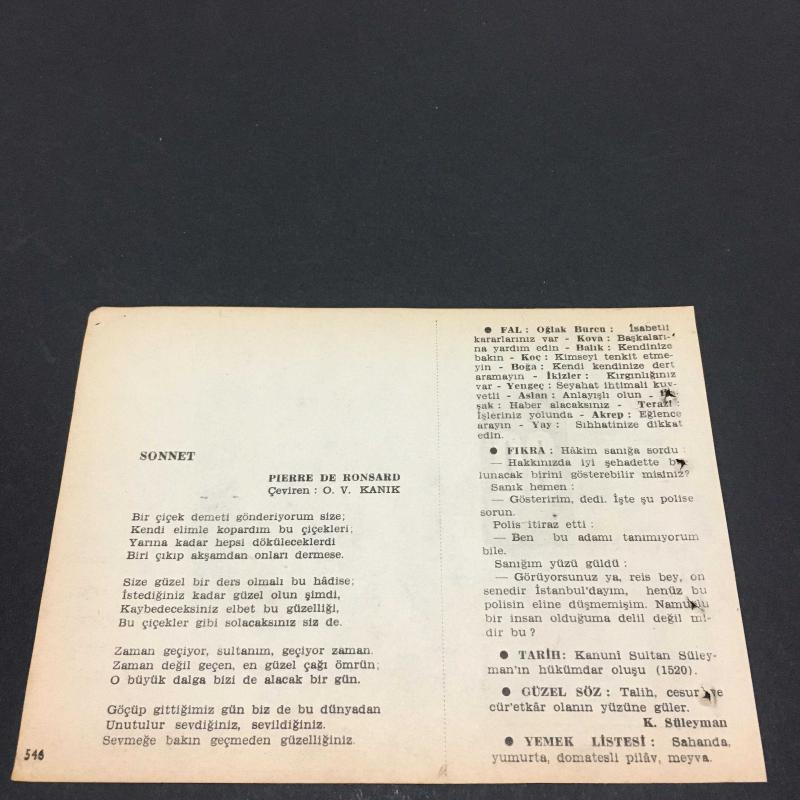 SONNET
PIERRE DE RONSARD
Çeviren : O. V. KANIK
Bir çiçek demeti gönderiyorum size;
Kendi elimle kopardım bu çiçekleri;
Yarına kadar hepsi döküleceklerdi
Biri çıkıp akşamdan onları dermese.
Size güzel bir ders olmalı bu hâdise;
İstediğiniz kadar güzel olun şimdi,
Kaybedeceksiniz elbet bu güzelliği,
Bu çiçekler gibi solacaksınız siz de.
Zaman geçiyor, sultanım, geçiyor zaman.
Zaman değil geçen, en güzel çağı ömrün;
O büyük dalga bizi de alacak bir gün.
Göçüp gittiğimiz gün biz de bu dünyadan
Unutulur sevdiğiniz, sevildiğiniz.
Sevmeğe bakın geçmeden güzelliğiniz.
546
● FAL : Oğlak Burcu : İsabetli
kararlarınız var - Kova : Başkaları-
na yardım edin - Balık : Kendinize
bakın - Koç : Kimseyi tenkit etme-
yin - Boğa : Kendi kendinize dert
aramayın - İkizler : Kırgınlığınız
var - Yengeç : Seyahat ihtimali kuv-
vetli - Aslan : Anlayışlı olun -
şak : Haber alacaksınız - Terazi :
İşleriniz yolunda - Akrep : Eğlence
arayın - Yay : Sıhhatinize dikkat
edin.
● FIKRA : Hâkim sanığa sordu :
— Hakkınızda iyi şehadette bu-
lunacak birini gösterebilir misiniz?
Sanık hemen :
— Gösteririm, dedi. İşte şu polise
sorun.
Polis itiraz etti :
— Ben bu adamı tanımıyorum
bile.
Sanığım yüzü güldü :
— Görüyorsunuz ya, reis bey, on
senedir İstanbul'dayım, henüz bu
polisin eline düşmemişim. Namuslu
bir insan olduğuma delil değil mi-
dir bu ?
● TARİH: Kanunî Sultan Süley-
man'ın hükümdar oluşu (1520).
● GÜZEL SÖZ : Talih, cesur ve
cür'etkâr olanın yüzüne güler.
K. Süleyman
● YEMEK LİSTESİ : Sahanda,
yumurta, domatesli pilâv, meyva.